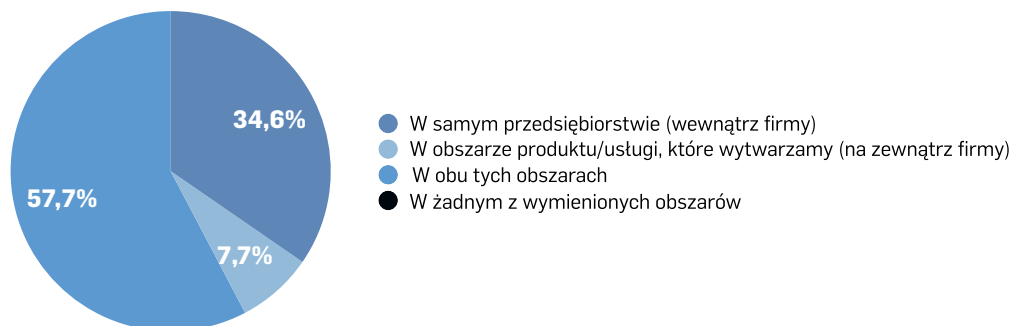 34,6%
W samym przedsiębiorstwie (wewnątrz firmy)
W obszarze produktu/usługi, które wytwarzamy (na zewnątrz firmy)
W obu tych obszarach
57,7%
W żadnym z wymienionych obszarów
7,7%